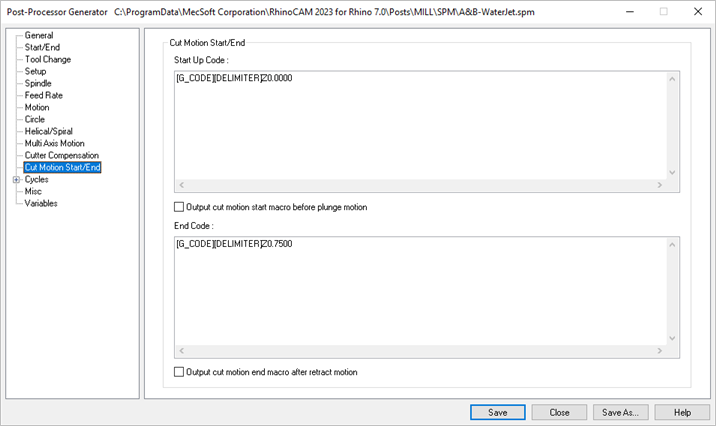 Post-Processor Generator   C:\ProgramData\MecSoft Corporation\RhinoCAM 2023 for Rhino 7.0\Posts\MILL\SPM\A&B-WaterJet.spm
General
Start/End
Tool Change
Setup
Spindle
Feed Rate
Motion
Circle
Helical/Spiral
Multi Axis Motion
Cutter Compensation
Cut Motion Start/End
Cycles
Misc
Variables
Cut Motion Start/End
Start Up Code :
[G_CODE][DELIMITER]Z0.0000
Output cut motion start macro before plunge motion
End Code :
[G_CODE][DELIMITER]Z0.7500
Output cut motion end macro after retract motion
Save Close Save As... Help